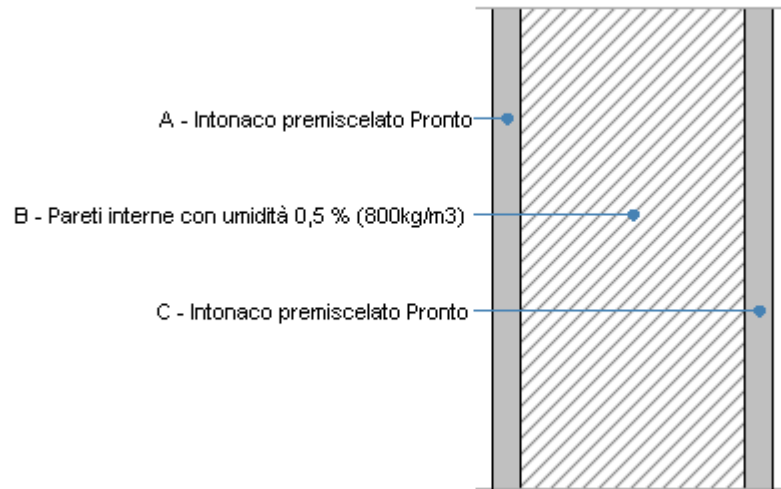 A - Intonaco premiscelato Pronto
B - Pareti interne con umidità 0,5 % (800kg/m3)
C - Intonaco premiscelato Pronto